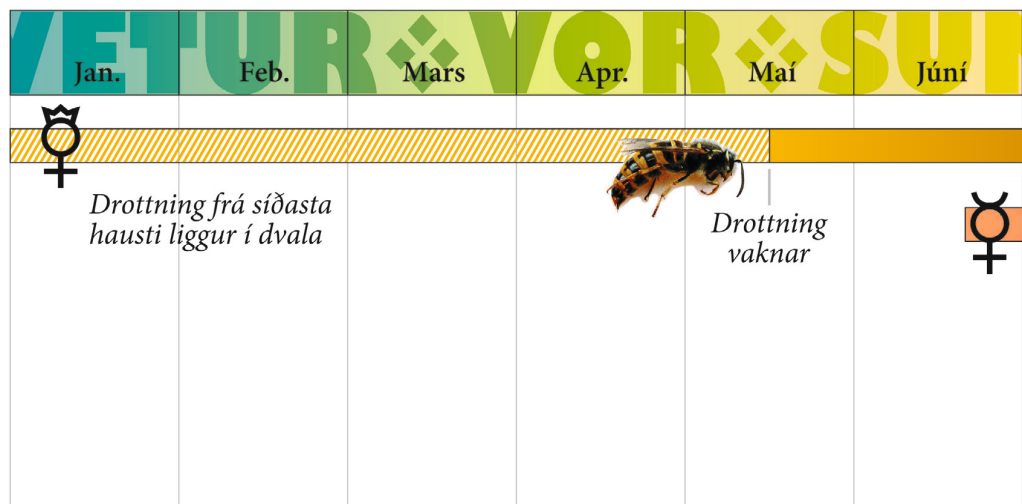 VETUR VOR SUM
Jan. Feb. Mars Apr. Maí Júní
Drottning frá síðasta
hausti liggur í dvala
Drottning
vaknar